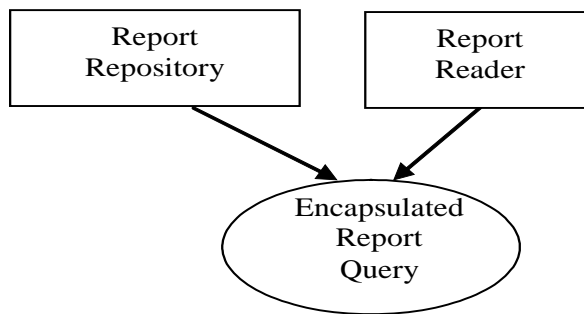 Report
Repository
Report
Reader
Encapsulated
Report
Query